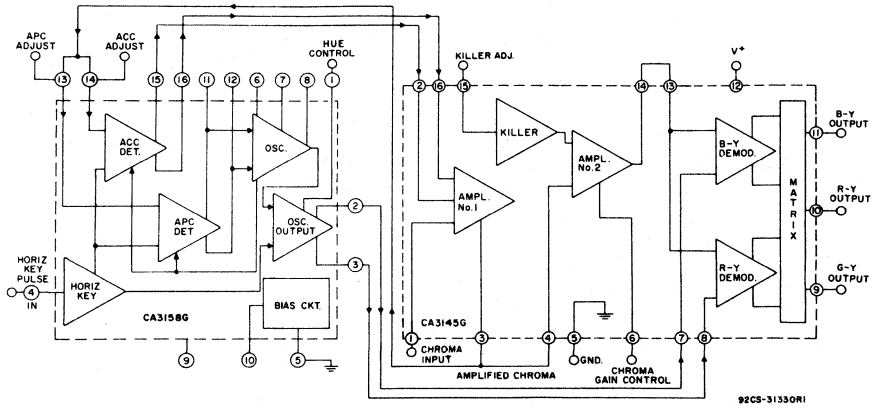 APC
ADJUST
ACC
ADJUST
HUE
CONTROL
KILLER ADJ.
V+
13
14
15
16
11
12
6
7
8
1
2
16
15
14
13
12
ACC
DET.
OSC.
KILLER
AMPL.
No.2
B-Y
DEMOD.
11
B-Y
OUTPUT
APC
DET
OSC.
OUTPUT
2
3
AMPL.
No.1
MATRIX
10
R-Y
OUTPUT
HORIZ
KEY
PULSE
4
IN
HORIZ
KEY
R-Y
DEMOD.
9
G-Y
OUTPUT
BIAS CKT.
CA3158G
CA3145G
9
10
5
1
3
4
5
6
7
8
CHROMA
INPUT
AMPLIFIED CHROMA
GND.
CHROMA
GAIN CONTROL
92CS-31330R1